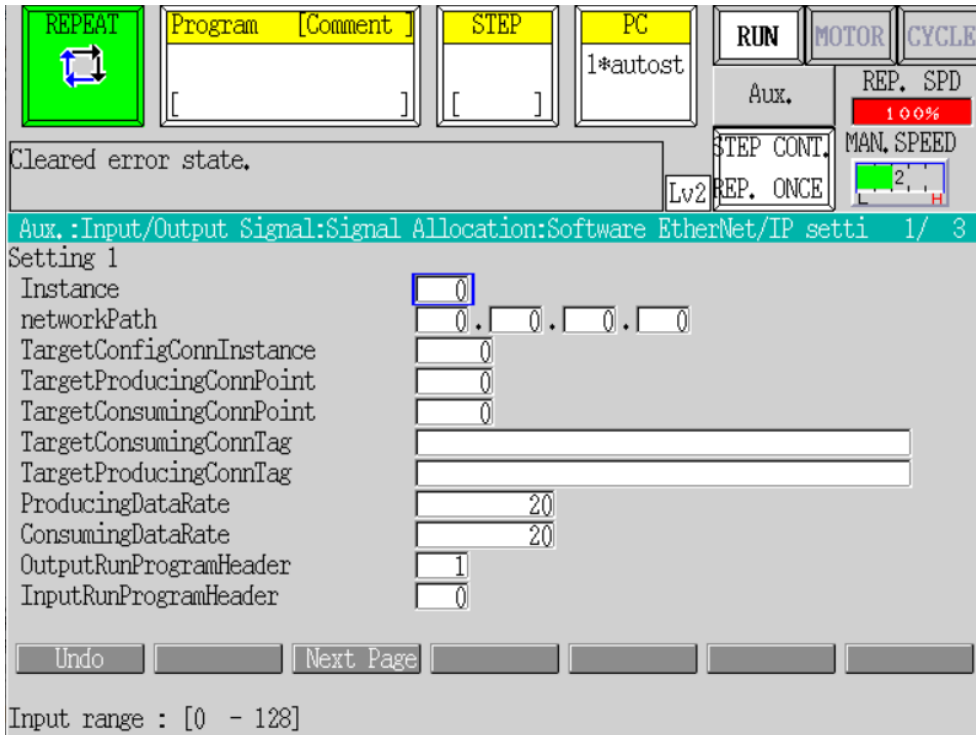 REPEAT
Program [Comment ]
[ ]
STEP
[ ]
PC
1*autost
RUN
MOTOR
CYCLE
Aux.
REP. SPD
100%
Cleared error state.
Lv2
STEP CONT.
REP. ONCE
MAN.SPEED
2
L H
Aux.:Input/Output Signal:Signal Allocation:Software EtherNet/IP setti 1/ 3
Setting 1
Instance 0
networkPath 0. 0. 0. 0
TargetConfigConnInstance 0
TargetProducingConnPoint 0
TargetConsumingConnPoint 0
TargetConsumingConnTag
TargetProducingConnTag
ProducingDataRate 20
ConsumingDataRate 20
OutputRunProgramHeader 1
InputRunProgramHeader 0
Undo Next Page
Input range : [0 - 128]